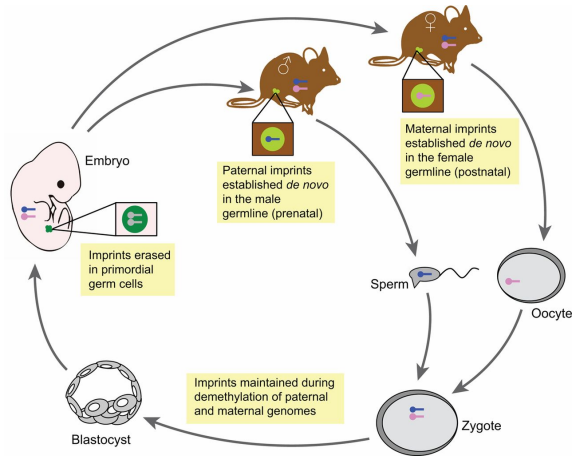 ♂
♀
Embryo
Paternal imprints
established de novo
in the male
germline (prenatal)
Maternal imprints
established de novo
in the female
germline (postnatal)
Imprints erased
in primordial
germ cells
Sperm
Oocyte
Imprints maintained during
demethylation of paternal
and maternal genomes
Blastocyst
Zygote